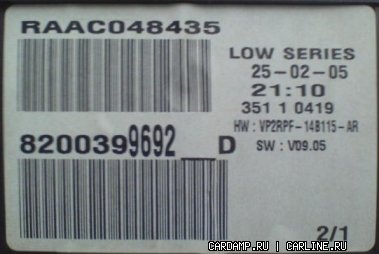 RAAC048435
LOW SERIES
25-02-05
21:10
351 1 0419
HW : VP2RPF-14B115-AR
SW : V09.05
8200399692__D
2/1
CARDAMP.RU | CARLINE.RU